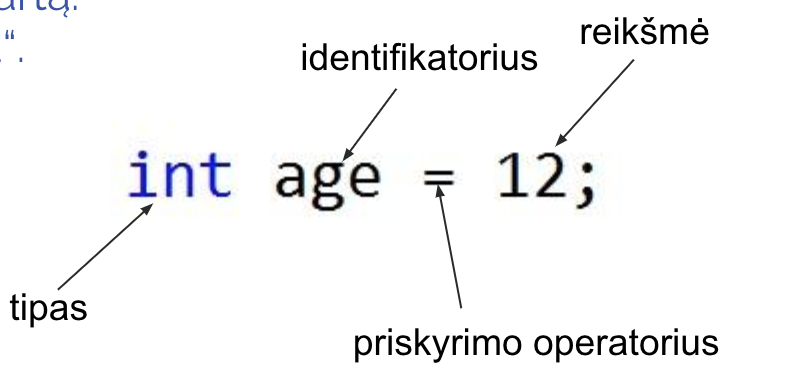 “.
reikšmė
identifikatorius
int age = 12;
tipas
priskyrimo operatorius